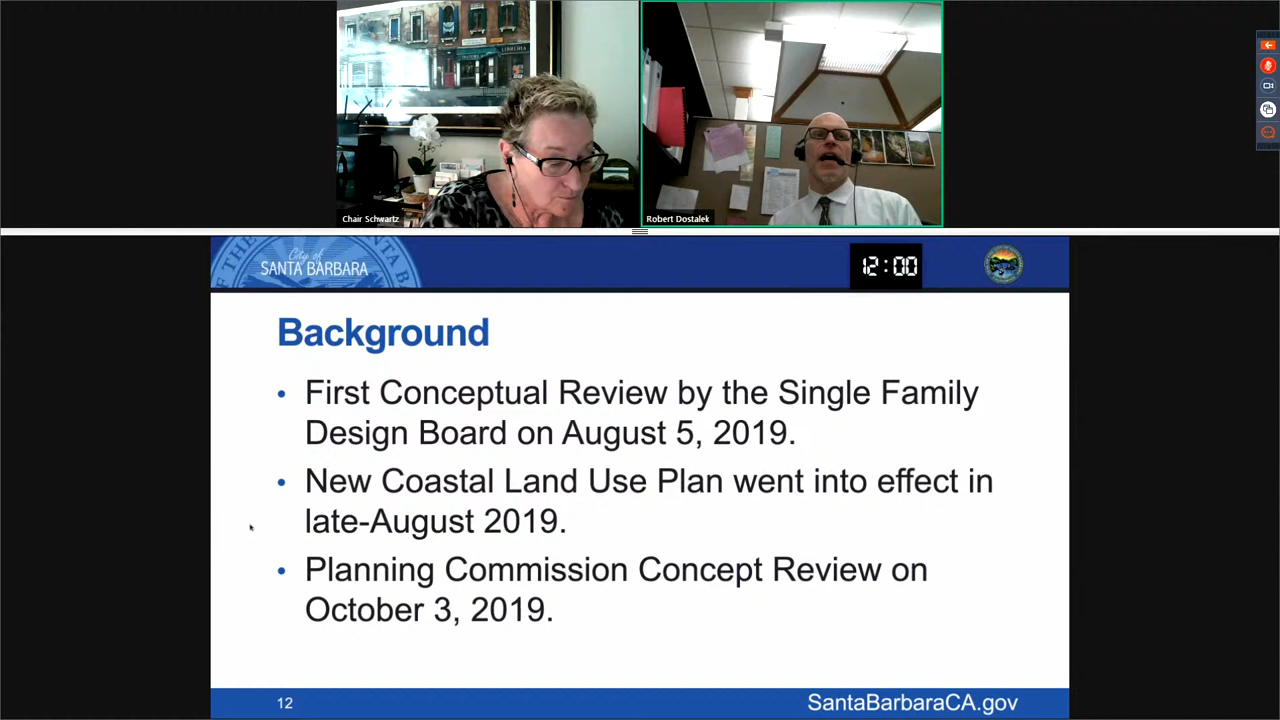 LIBRERIA
Chair Schwartz
Robert Dostalek
City of
SANTA BARBARA
12:00
Background
• First Conceptual Review by the Single Family
Design Board on August 5, 2019.
• New Coastal Land Use Plan went into effect in
late-August 2019.
• Planning Commission Concept Review on
October 3, 2019.
12
SantaBarbaraCA.gov